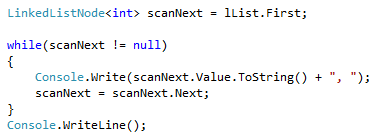 LinkedListNode<int> scanNext = lList.First;
while(scanNext != null)
{
Console.Write(scanNext.Value.ToString() + ", ");
scanNext = scanNext.Next;
}
Console.WriteLine();